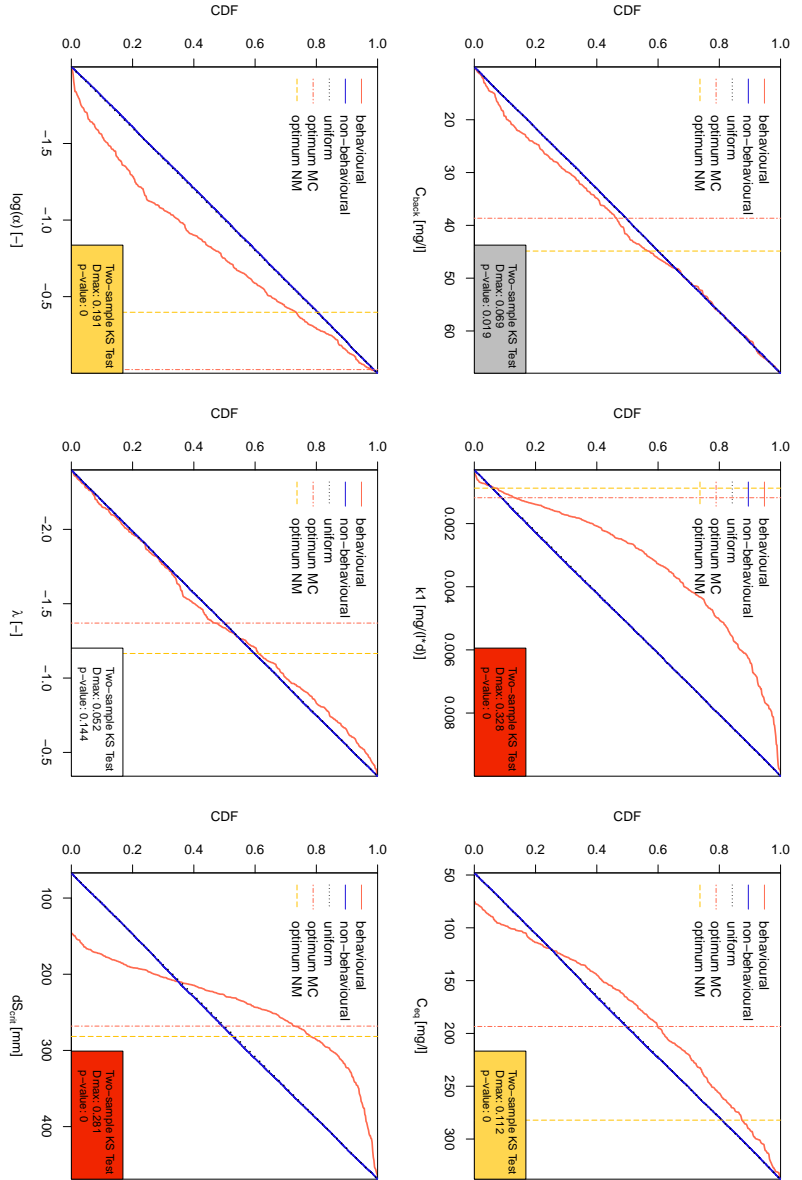 CDF
0.0 0.2 0.4 0.6 0.8 1.0
behavioural
non−behavioural
uniform
optimum MC
optimum NM
Two−sample KS Test
Dmax: 0.069
p−value: 0.019
20 30 40 50 60
C_back [mg/l]
CDF
0.0 0.2 0.4 0.6 0.8 1.0
behavioural
non−behavioural
uniform
optimum MC
optimum NM
Two−sample KS Test
Dmax: 0.328
p−value: 0
0.002 0.004 0.006 0.008
k1 [mg/(l*d)]
CDF
0.0 0.2 0.4 0.6 0.8 1.0
behavioural
non−behavioural
uniform
optimum MC
optimum NM
Two−sample KS Test
Dmax: 0.112
p−value: 0
50 100 150 200 250 300
C_eq [mg/l]
CDF
0.0 0.2 0.4 0.6 0.8 1.0
behavioural
non−behavioural
uniform
optimum MC
optimum NM
Two−sample KS Test
Dmax: 0.191
p−value: 0
−1.5 −1.0 −0.5
log(α) [−]
CDF
0.0 0.2 0.4 0.6 0.8 1.0
behavioural
non−behavioural
uniform
optimum MC
optimum NM
Two−sample KS Test
Dmax: 0.052
p−value: 0.144
−2.0 −1.5 −1.0 −0.5
λ [−]
CDF
0.0 0.2 0.4 0.6 0.8 1.0
behavioural
non−behavioural
uniform
optimum MC
optimum NM
Two−sample KS Test
Dmax: 0.281
p−value: 0
100 200 300 400
dS_crit [mm]